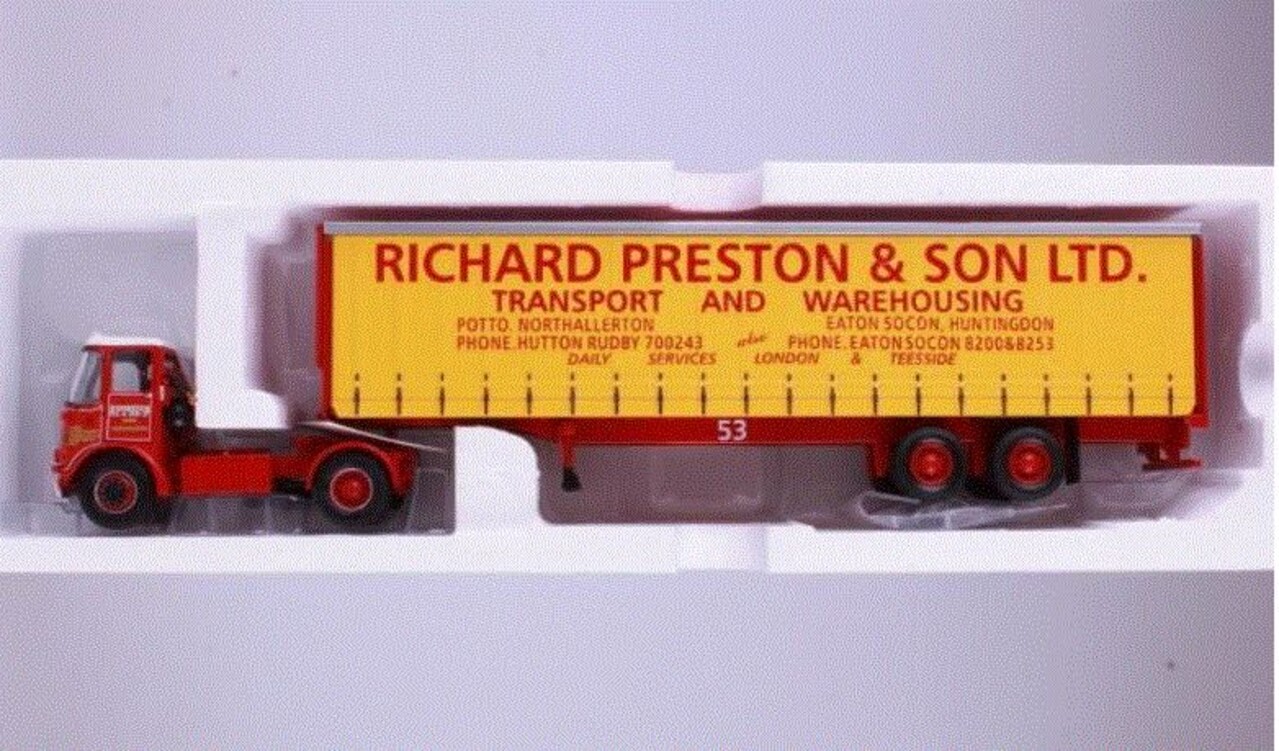 RICHARD PRESTON & SON LTD.
TRANSPORT AND WAREHOUSING
POTTO. NORTHALLERTON EATON SOCON, HUNTINGDON
PHONE. HUTTON RUDBY 700243 also PHONE. EATON SOCON 8200&8253
DAILY SERVICES LONDON & TEESSIDE
53